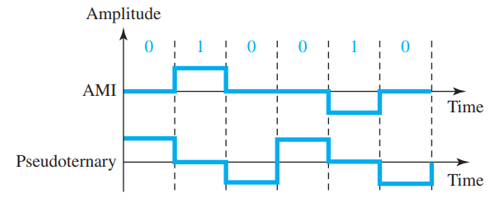 Amplitude
0 1 0 0 1 0
AMI
Time
Pseudoternary
Time